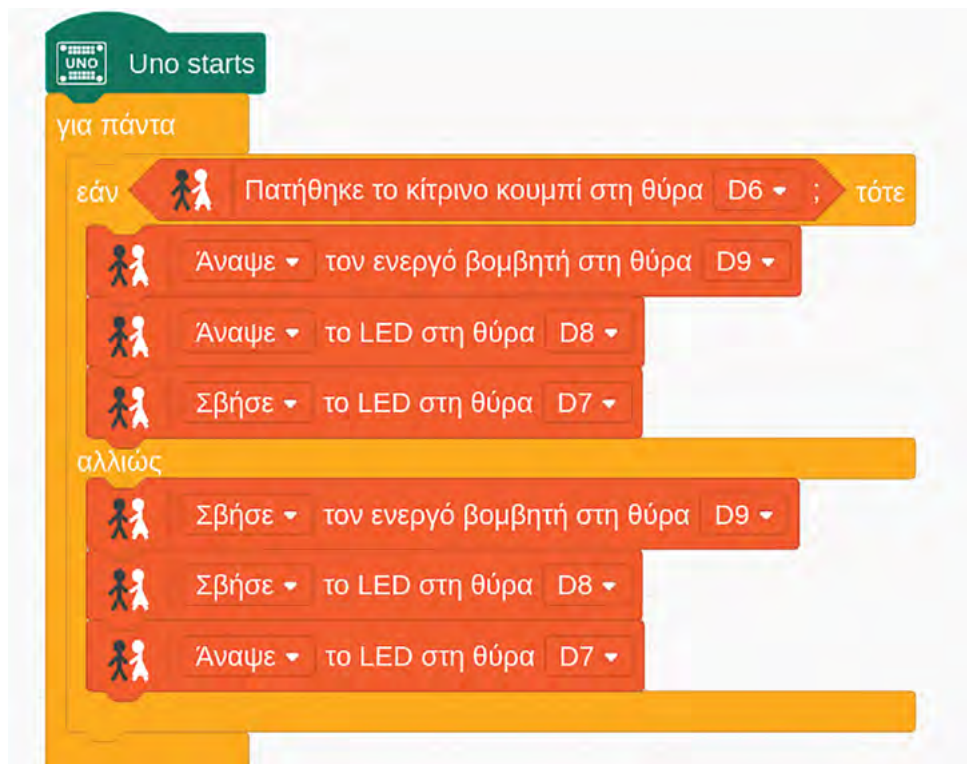 UNO Uno starts
για πάντα
εάν Πατήθηκε το κίτρινο κουμπί στη θύρα D6 ; τότε
Άναψε τον ενεργό βομβητή στη θύρα D9
Άναψε το LED στη θύρα D8
Σβήσε το LED στη θύρα D7
αλλιώς
Σβήσε τον ενεργό βομβητή στη θύρα D9
Σβήσε το LED στη θύρα D8
Άναψε το LED στη θύρα D7